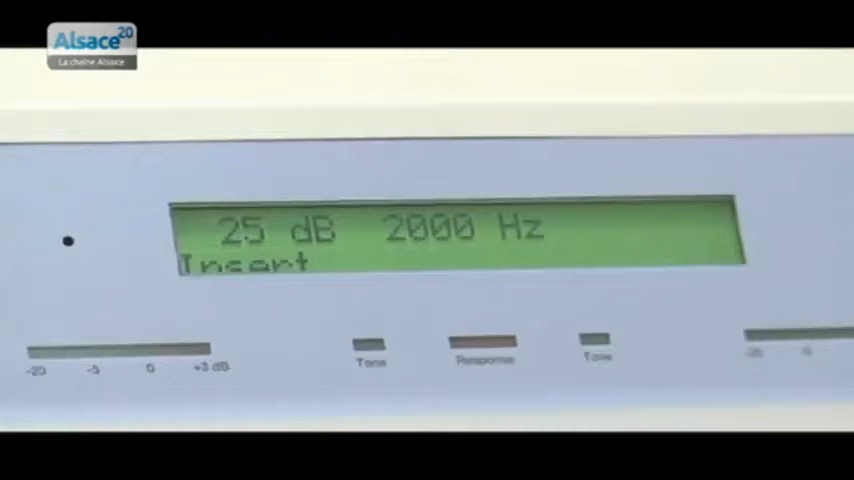 Alsace20
La chaîne Alsace
25 dB 2000 Hz
Insert
-20 -5 0 +3 dB
Tone Response Tone